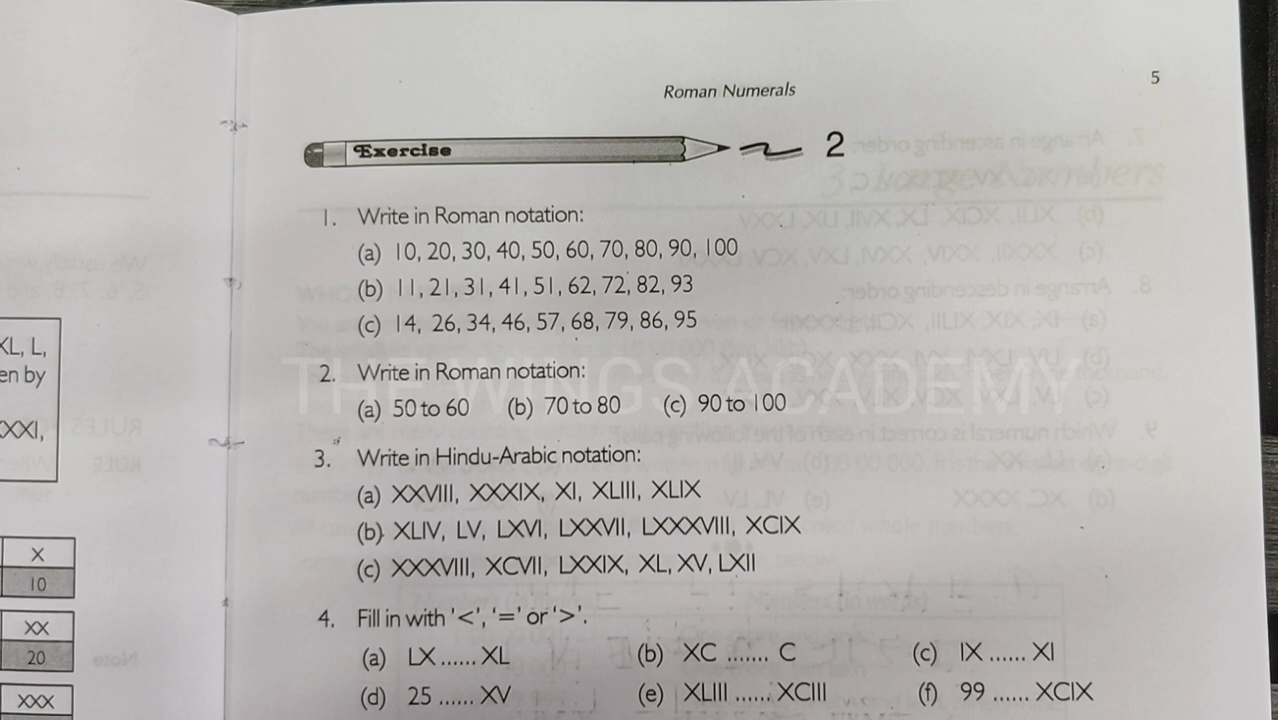 Roman Numerals
5
Exercise 2
1. Write in Roman notation:
(a) 10, 20, 30, 40, 50, 60, 70, 80, 90, 100
(b) 11, 21, 31, 41, 51, 62, 72, 82, 93
(c) 14, 26, 34, 46, 57, 68, 79, 86, 95
THE WINGS ACADEMY
2. Write in Roman notation:
(a) 50 to 60 (b) 70 to 80 (c) 90 to 100
3. Write in Hindu-Arabic notation:
(a) XXVIII, XXXIX, XI, XLIII, XLIX
(b) XLIV, LV, LXVI, LXXVII, LXXXVIII, XCIX
(c) XXXVIII, XCVII, LXXIX, XL, XV, LXII
4. Fill in with '<', '=' or '>'.
(a) LX ...... XL (b) XC ....... C (c) IX ...... XI
(d) 25 ...... XV (e) XLIII ...... XCIII (f) 99 ...... XCIX
XL, L,
en by
XXI,
X
10
XX
20
XXX